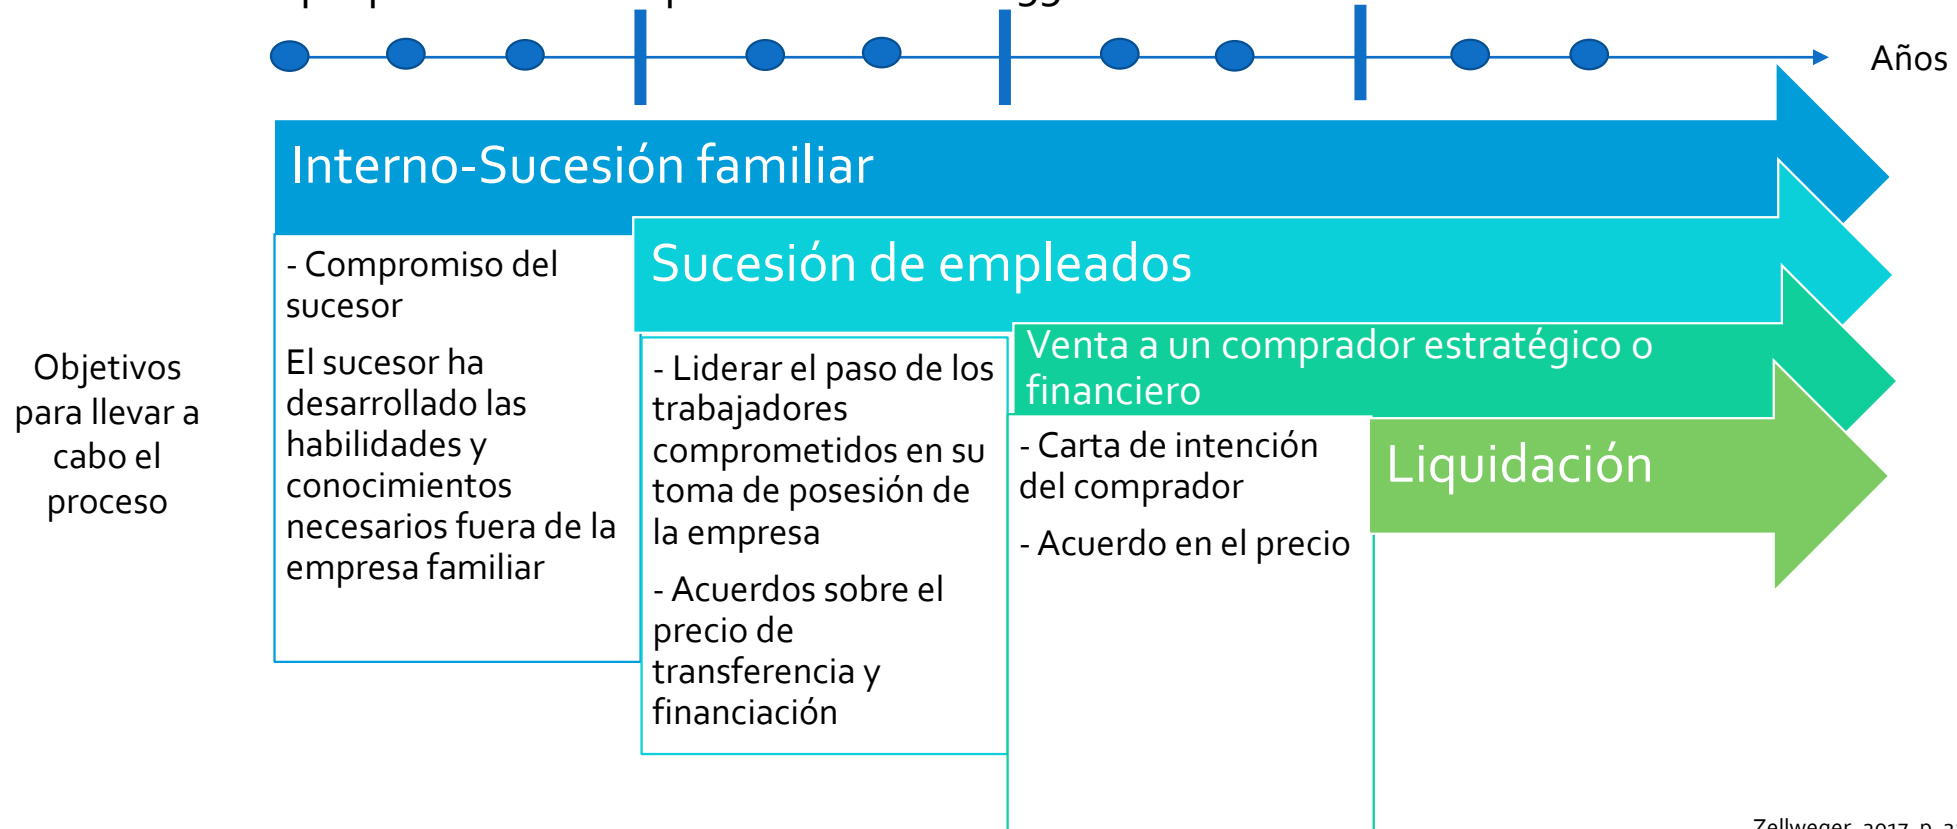 Años
Interno-Sucesión familiar
- Compromiso del
sucesor
El sucesor ha
desarrollado las
habilidades y
conocimientos
necesarios fuera de la
empresa familiar
Sucesión de empleados
- Liderar el paso de los
trabajadores
comprometidos en su
toma de posesión de
la empresa
- Acuerdos sobre el
precio de
transferencia y
financiación
Venta a un comprador estratégico o
financiero
- Carta de intención
del comprador
- Acuerdo en el precio
Liquidación
Objetivos
para llevar a
cabo el
proceso
Zellweger, 2017, p.